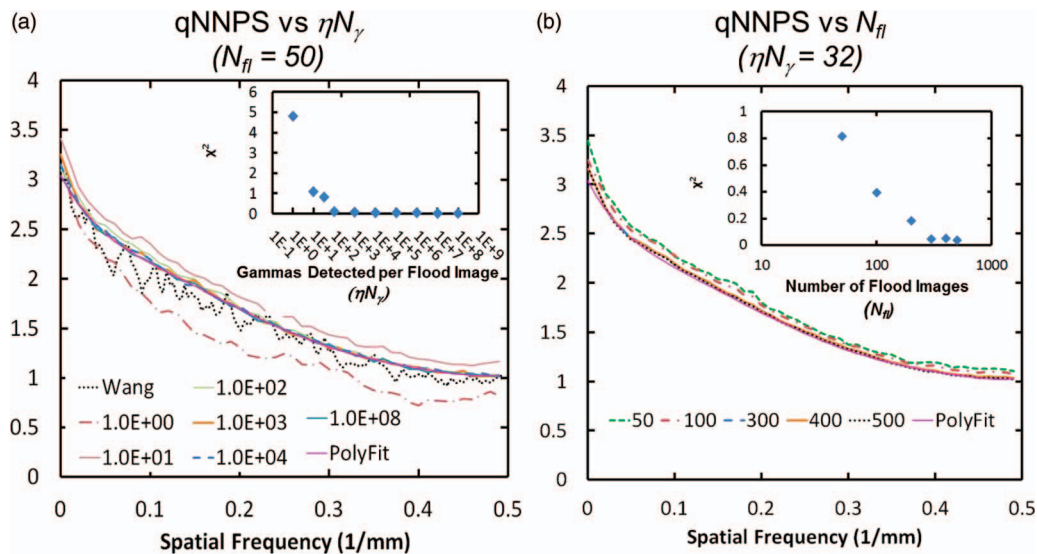 (a)
qNNPS vs ηNγ
(Nfl = 50)
4
3.5
3
2.5
2
1.5
1
0.5
0
0 0.1 0.2 0.3 0.4 0.5
Spatial Frequency (1/mm)
6
5
4
3
2
1
0
χ²
1E-1 1E+0 1E+1 1E+2 1E+3 1E+4 1E+5 1E+6 1E+7 1E+8 1E+9
Gammas Detected per Flood Image
(ηNγ)
Wang 1.0E+02
1.0E+00 1.0E+03 1.0E+08
1.0E+01 1.0E+04 PolyFit
(b)
qNNPS vs Nfl
(ηNγ = 32)
4
3.5
3
2.5
2
1.5
1
0.5
0
0 0.1 0.2 0.3 0.4 0.5
Spatial Frequency (1/mm)
1
0.8
0.6
0.4
0.2
0
χ²
10 100 1000
Number of Flood Images
(Nfl)
50 100 300 400 500 PolyFit